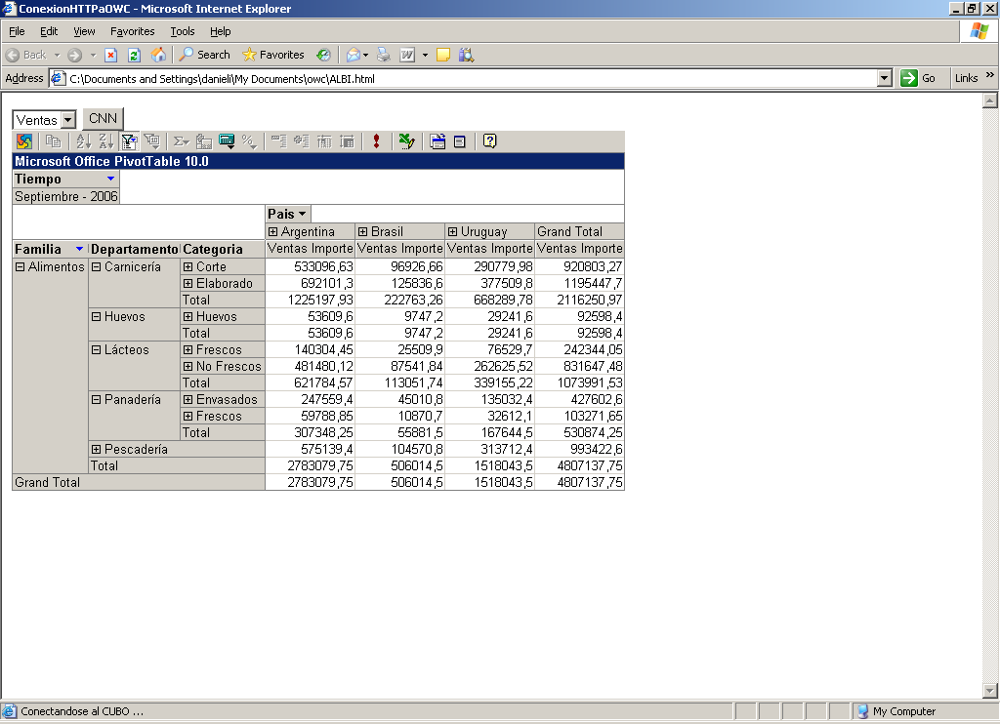 ConexionHTTPaOWC - Microsoft Internet Explorer
File Edit View Favorites Tools Help
Back Search Favorites
Address C:\Documents and Settings\danieli\My Documents\owc\ALBI.html Go Links »
Ventas CNN
Microsoft Office PivotTable 10.0
Tiempo
Septiembre - 2006
Pais
Argentina Brasil Uruguay Grand Total
Familia Departamento Categoria Ventas Importe Ventas Importe Ventas Importe Ventas Importe
Alimentos Carnicería Corte 533096,63 96926,66 290779,98 920803,27
Elaborado 692101,3 125836,6 377509,8 1195447,7
Total 1225197,93 222763,26 668289,78 2116250,97
Huevos Huevos 53609,6 9747,2 29241,6 92598,4
Total 53609,6 9747,2 29241,6 92598,4
Lácteos Frescos 140304,45 25509,9 76529,7 242344,05
No Frescos 481480,12 87541,84 262625,52 831647,48
Total 621784,57 113051,74 339155,22 1073991,53
Panadería Envasados 247559,4 45010,8 135032,4 427602,6
Frescos 59788,85 10870,7 32612,1 103271,65
Total 307348,25 55881,5 167644,5 530874,25
Pescadería 575139,4 104570,8 313712,4 993422,6
Total 2783079,75 506014,5 1518043,5 4807137,75
Grand Total 2783079,75 506014,5 1518043,5 4807137,75
Conectandose al CUBO ... My Computer